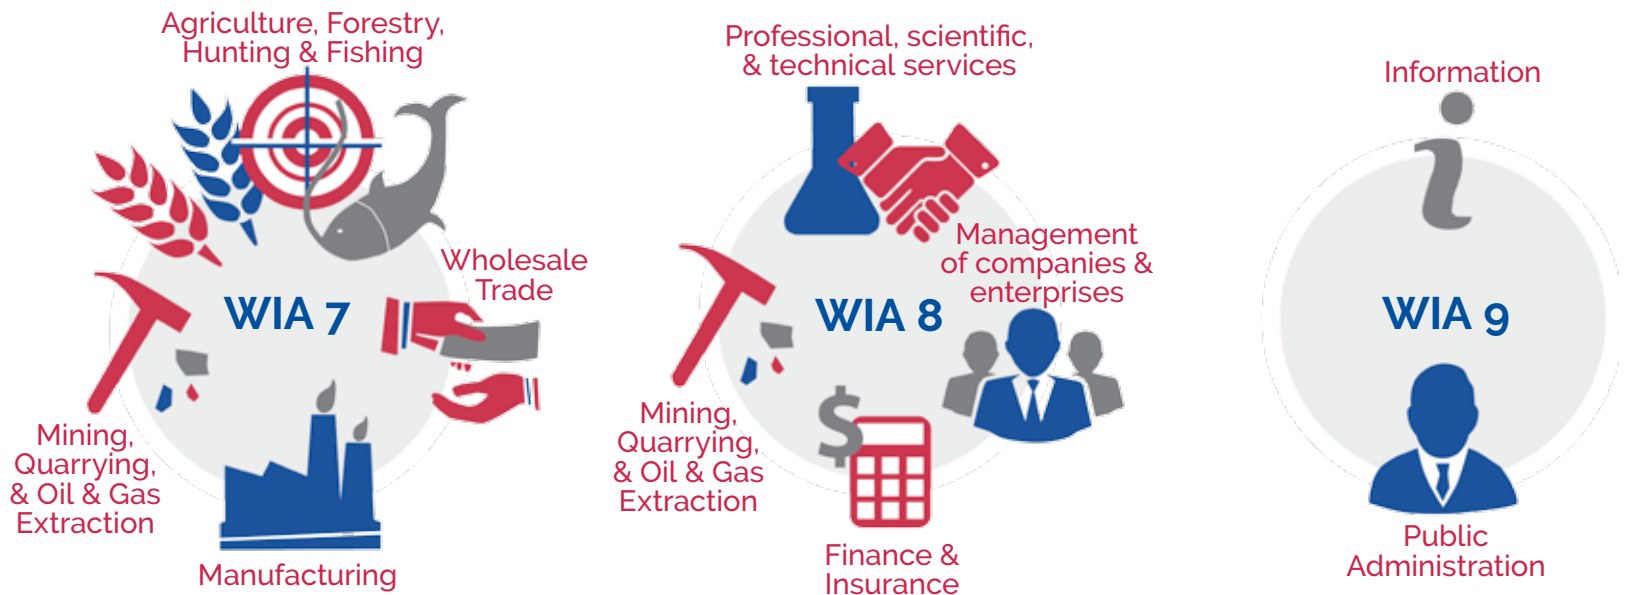 Agriculture, Forestry,
Hunting & Fishing
Wholesale
Trade
WIA 7
Mining,
Quarrying,
& Oil & Gas
Extraction
Manufacturing
Professional, scientific,
& technical services
Management
of companies &
enterprises
WIA 8
Mining,
Quarrying,
& Oil & Gas
Extraction
$
Finance &
Insurance
Information
i
WIA 9
Public
Administration